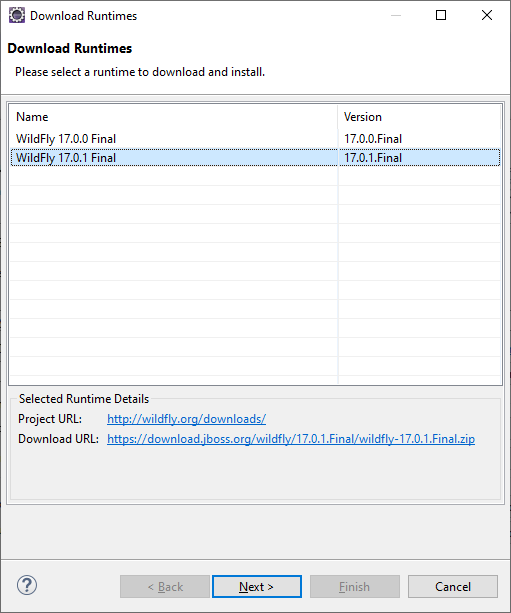 Download Runtimes
Download Runtimes
Please select a runtime to download and install.
Name Version
WildFly 17.0.0 Final 17.0.0.Final
WildFly 17.0.1 Final 17.0.1.Final
Selected Runtime Details
Project URL: http://wildfly.org/downloads/
Download URL: https://download.jboss.org/wildfly/17.0.1.Final/wildfly-17.0.1.Final.zip
? < Back Next > Finish Cancel